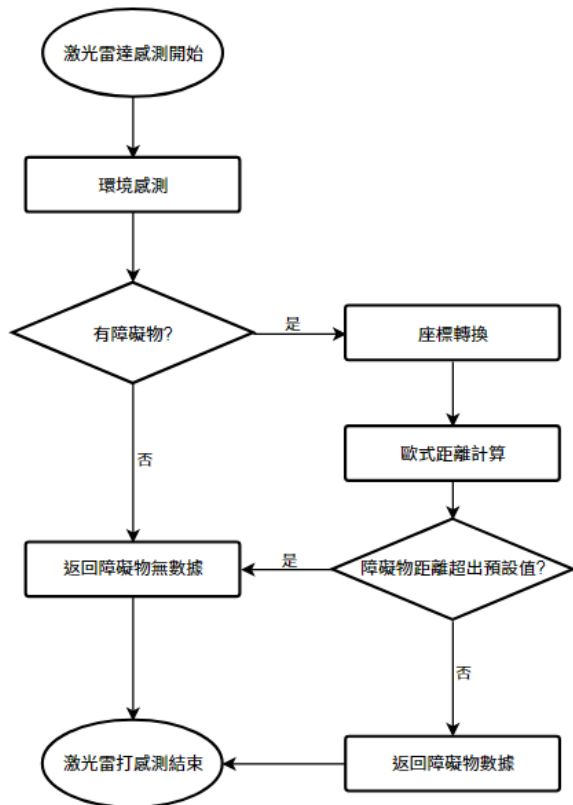 激光雷達感測開始
環境感測
有障礙物?
是
座標轉換
歐式距離計算
否
返回障礙物無數據
是
障礙物距離超出預設值?
否
激光雷打感測結束
返回障礙物數據